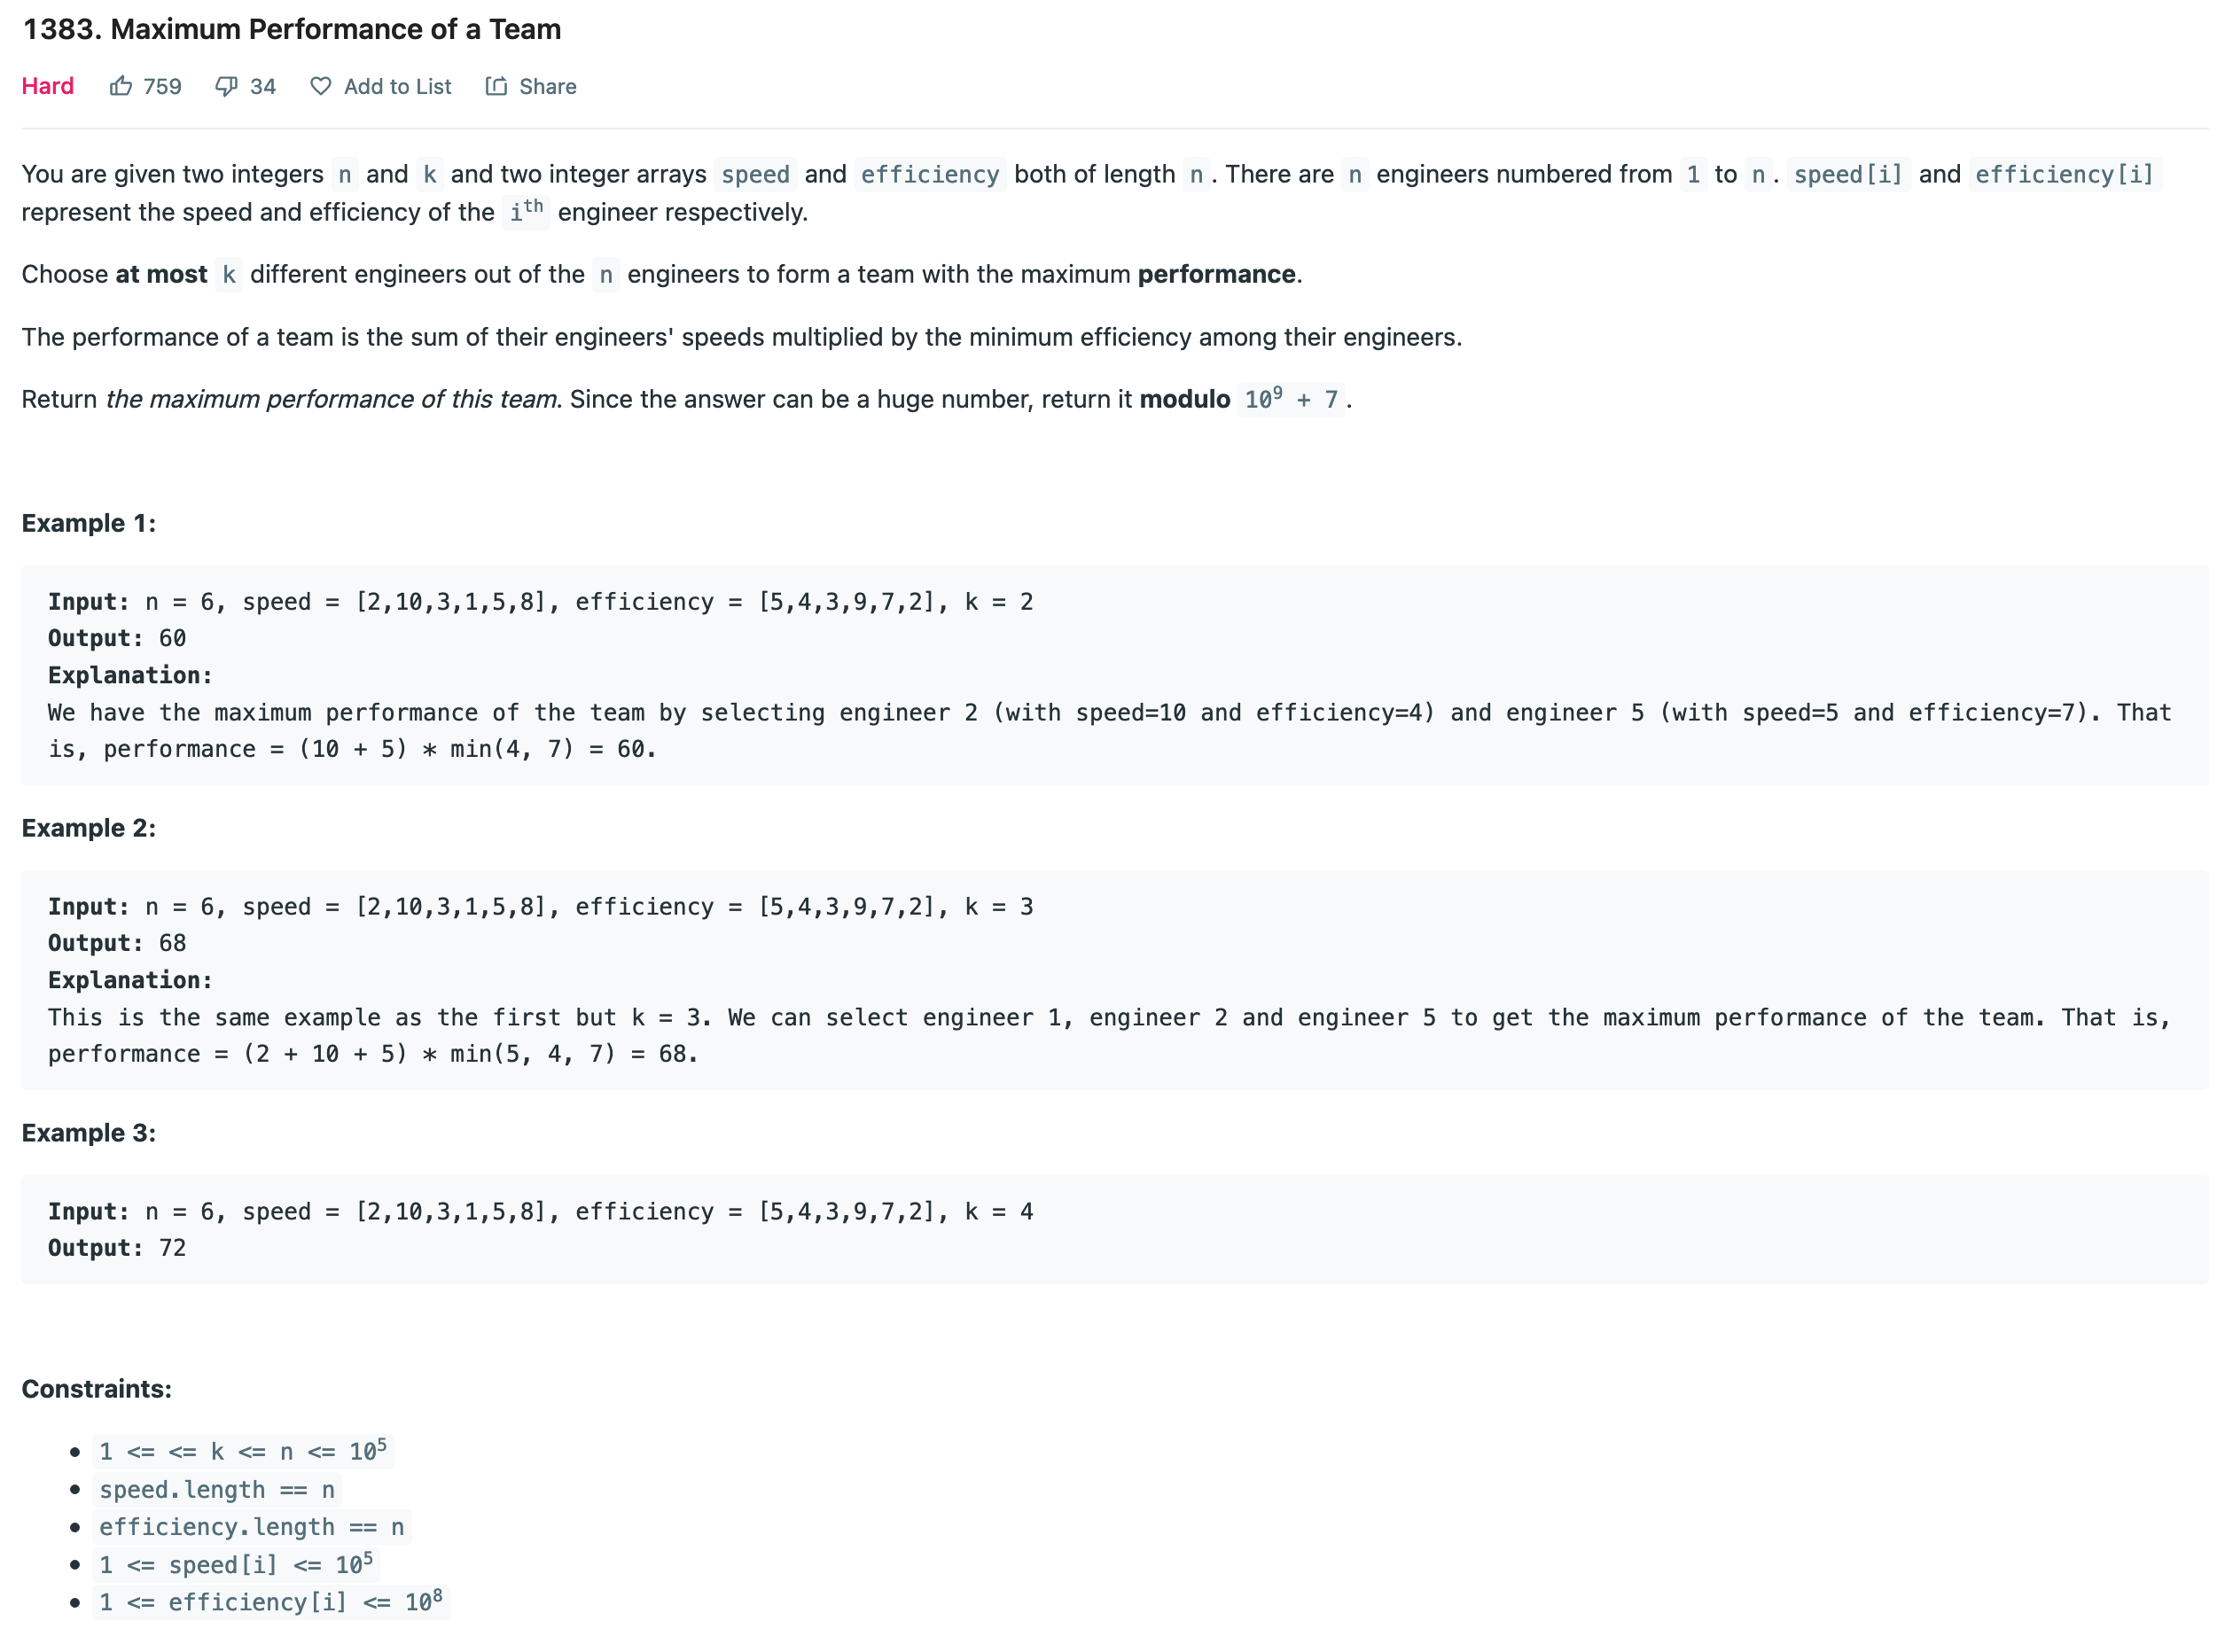 1383. Maximum Performance of a Team
Hard 759 34 Add to List Share
You are given two integers n and k and two integer arrays speed and efficiency both of length n. There are n engineers numbered from 1 to n. speed[i] and efficiency[i]
represent the speed and efficiency of the iᵗʰ engineer respectively.
Choose at most k different engineers out of the n engineers to form a team with the maximum performance.
The performance of a team is the sum of their engineers' speeds multiplied by the minimum efficiency among their engineers.
Return the maximum performance of this team. Since the answer can be a huge number, return it modulo 10⁹ + 7.
Example 1:
Input: n = 6, speed = [2,10,3,1,5,8], efficiency = [5,4,3,9,7,2], k = 2
Output: 60
Explanation:
We have the maximum performance of the team by selecting engineer 2 (with speed=10 and efficiency=4) and engineer 5 (with speed=5 and efficiency=7). That
is, performance = (10 + 5) * min(4, 7) = 60.
Example 2:
Input: n = 6, speed = [2,10,3,1,5,8], efficiency = [5,4,3,9,7,2], k = 3
Output: 68
Explanation:
This is the same example as the first but k = 3. We can select engineer 1, engineer 2 and engineer 5 to get the maximum performance of the team. That is,
performance = (2 + 10 + 5) * min(5, 4, 7) = 68.
Example 3:
Input: n = 6, speed = [2,10,3,1,5,8], efficiency = [5,4,3,9,7,2], k = 4
Output: 72
Constraints:
• 1 <= <= k <= n <= 10⁵
• speed.length == n
• efficiency.length == n
• 1 <= speed[i] <= 10⁵
• 1 <= efficiency[i] <= 10⁸